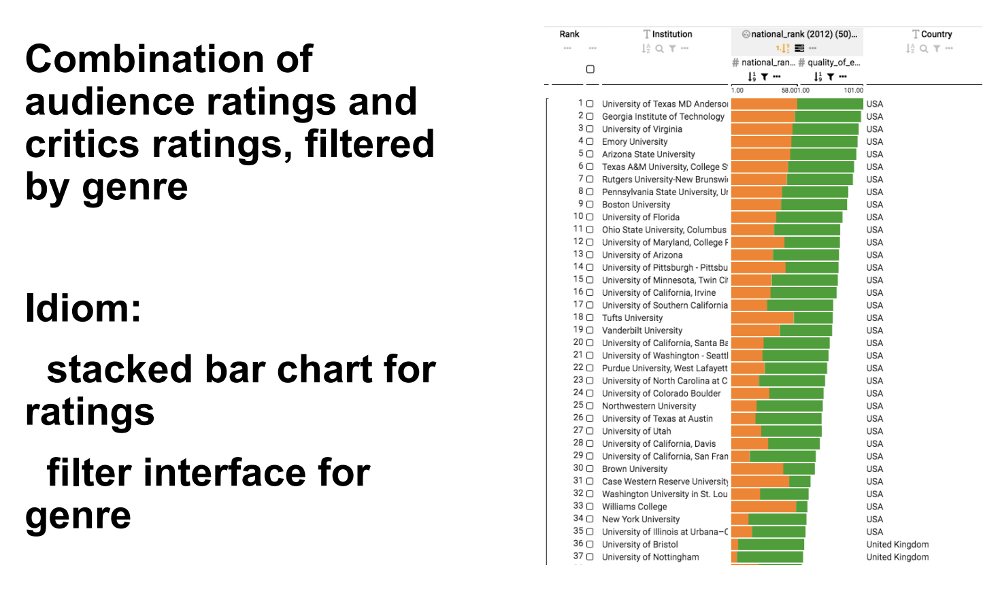 Combination of
audience ratings and
critics ratings, filtered
by genre
Idiom:
stacked bar chart for
ratings
filter interface for
genre
Rank Institution national_rank (2012) (50)... Country
# national_ran... # quality_of_e...
1.00 58.00 1.00 101.00
1 University of Texas MD Anderso USA
2 Georgia Institute of Technology USA
3 University of Virginia USA
4 Emory University USA
5 Arizona State University USA
6 Texas A&M University, College S USA
7 Rutgers University-New Brunswi USA
8 Pennsylvania State University, Ur USA
9 Boston University USA
10 University of Florida USA
11 Ohio State University, Columbus USA
12 University of Maryland, College P USA
13 University of Arizona USA
14 University of Pittsburgh - Pittsbu USA
15 University of Minnesota, Twin Ci USA
16 University of California, Irvine USA
17 University of Southern California USA
18 Tufts University USA
19 Vanderbilt University USA
20 University of California, Santa Ba USA
21 University of Washington - Seattl USA
22 Purdue University, West Lafayett USA
23 University of North Carolina at C USA
24 University of Colorado Boulder USA
25 Northwestern University USA
26 University of Texas at Austin USA
27 University of Utah USA
28 University of California, Davis USA
29 University of California, San Fran USA
30 Brown University USA
31 Case Western Reserve University USA
32 Washington University in St. Lou USA
33 Williams College USA
34 New York University USA
35 University of Illinois at Urbana–C USA
36 University of Bristol United Kingdom
37 University of Nottingham United Kingdom